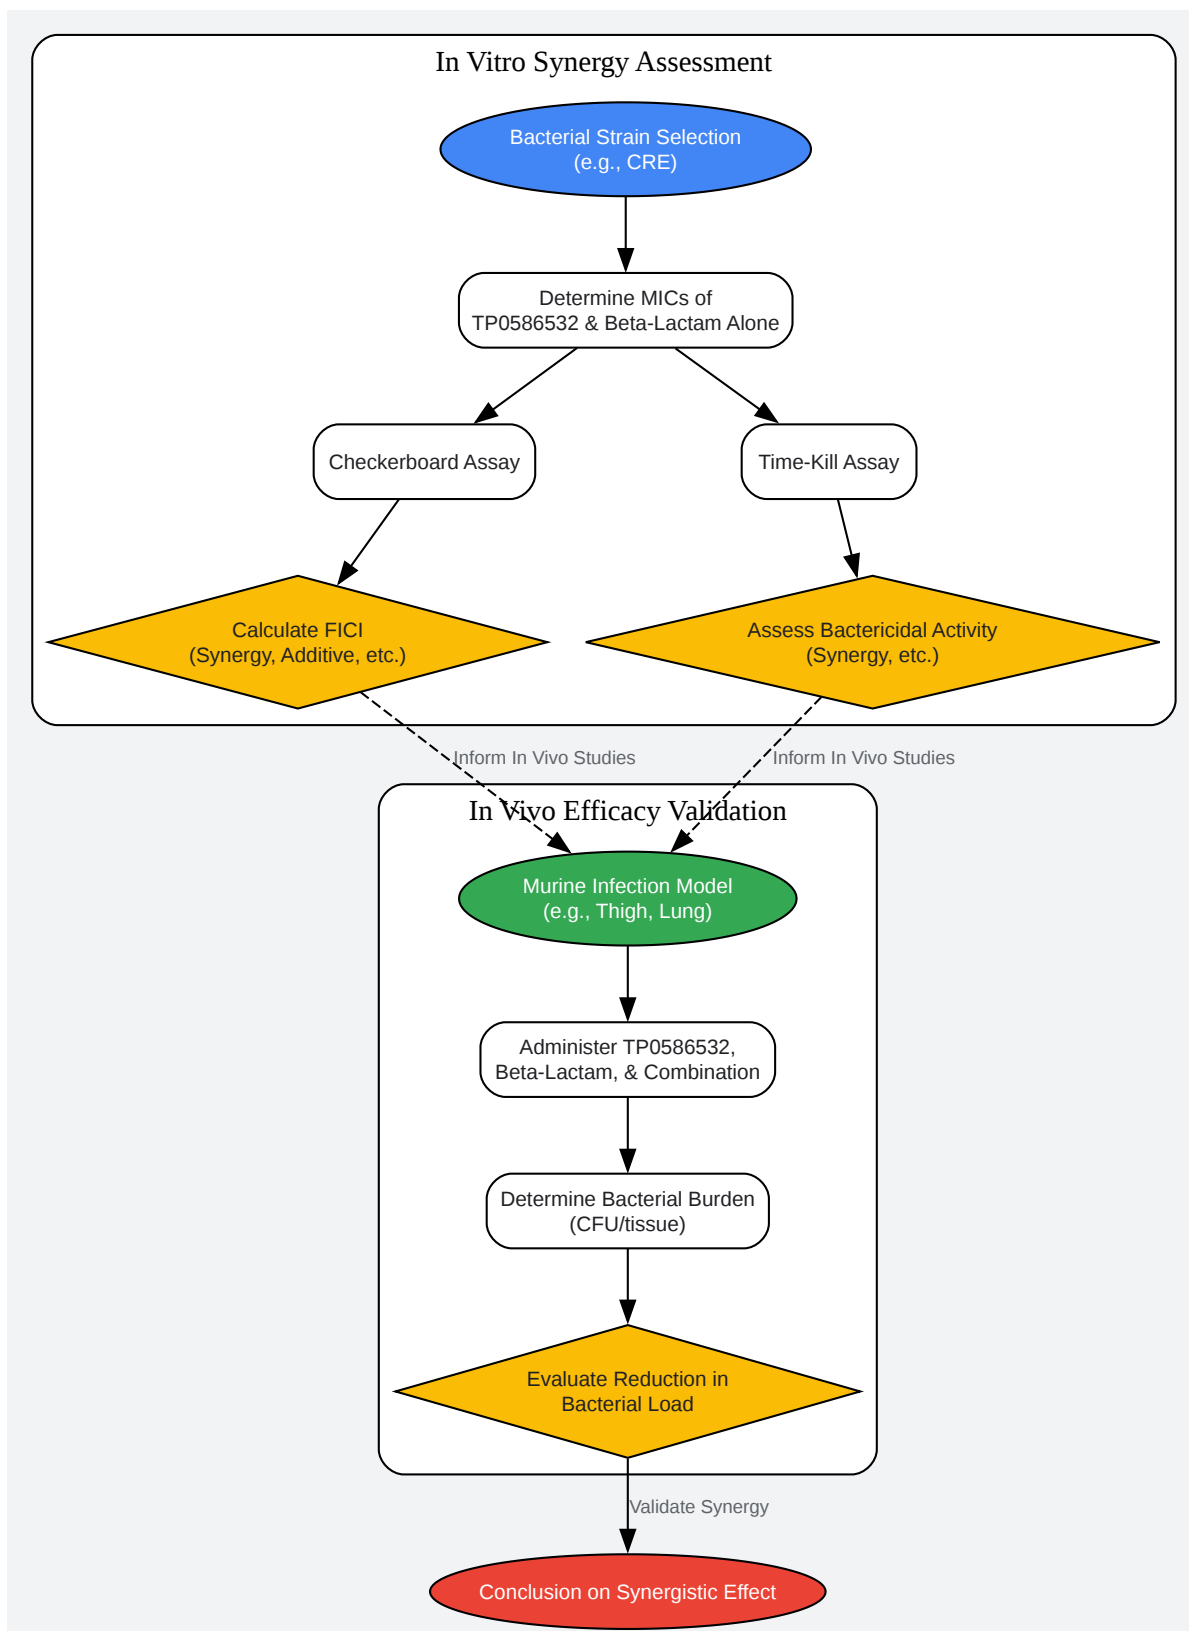 In Vitro Synergy Assessment
Bacterial Strain Selection
(e.g., CRE)
Determine MICs of
TP0586532 & Beta-Lactam Alone
Checkerboard Assay
Time-Kill Assay
Calculate FICI
(Synergy, Additive, etc.)
Assess Bactericidal Activity
(Synergy, etc.)
Inform In Vivo Studies
Inform In Vivo Studies
In Vivo Efficacy Validation
Murine Infection Model
(e.g., Thigh, Lung)
Administer TP0586532,
Beta-Lactam, & Combination
Determine Bacterial Burden
(CFU/tissue)
Evaluate Reduction in
Bacterial Load
Validate Synergy
Conclusion on Synergistic Effect